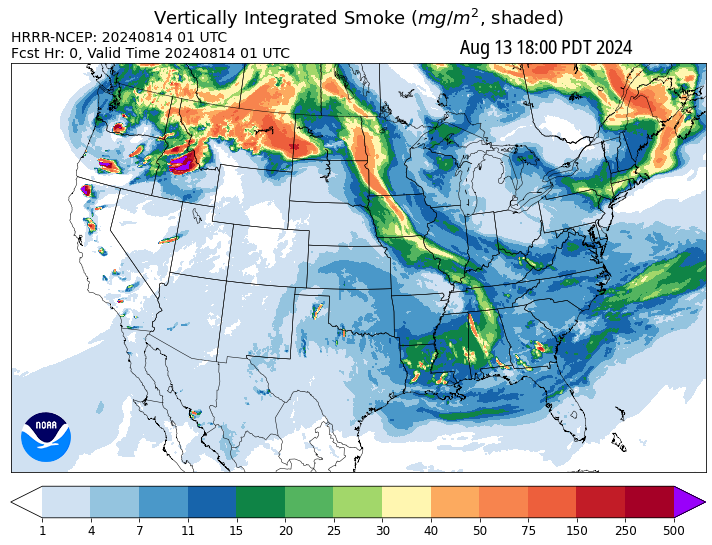 Vertically Integrated Smoke (mg/m², shaded)
HRRR-NCEP: 20240814 01 UTC
Fcst Hr: 0, Valid Time 20240814 01 UTC
Aug 13 18:00 PDT 2024
NOAA
1 4 7 11 15 20 25 30 40 50 75 150 250 500